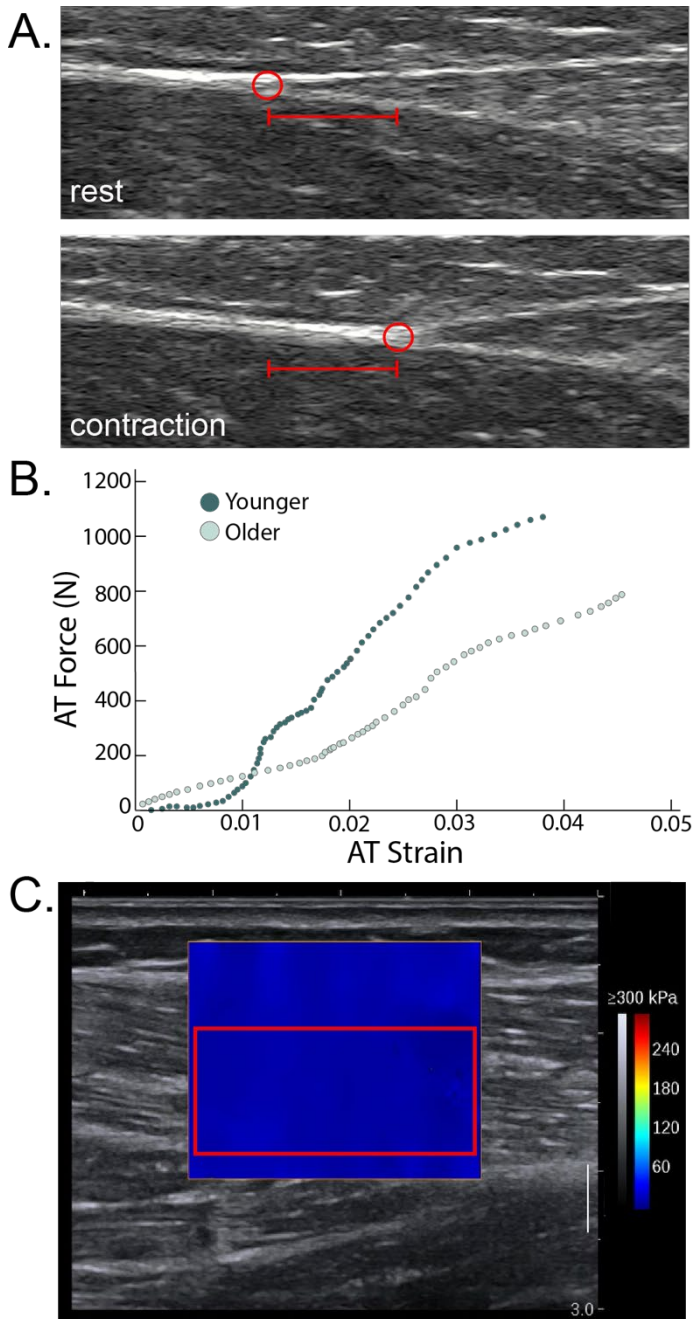 A.
rest
contraction
B.
1200
1000
800
600
400
200
0
AT Force (N)
Younger
Older
0
0.01
0.02
0.03
0.04
0.05
AT Strain
C.
≥300 kPa
240
180
120
60
3.0